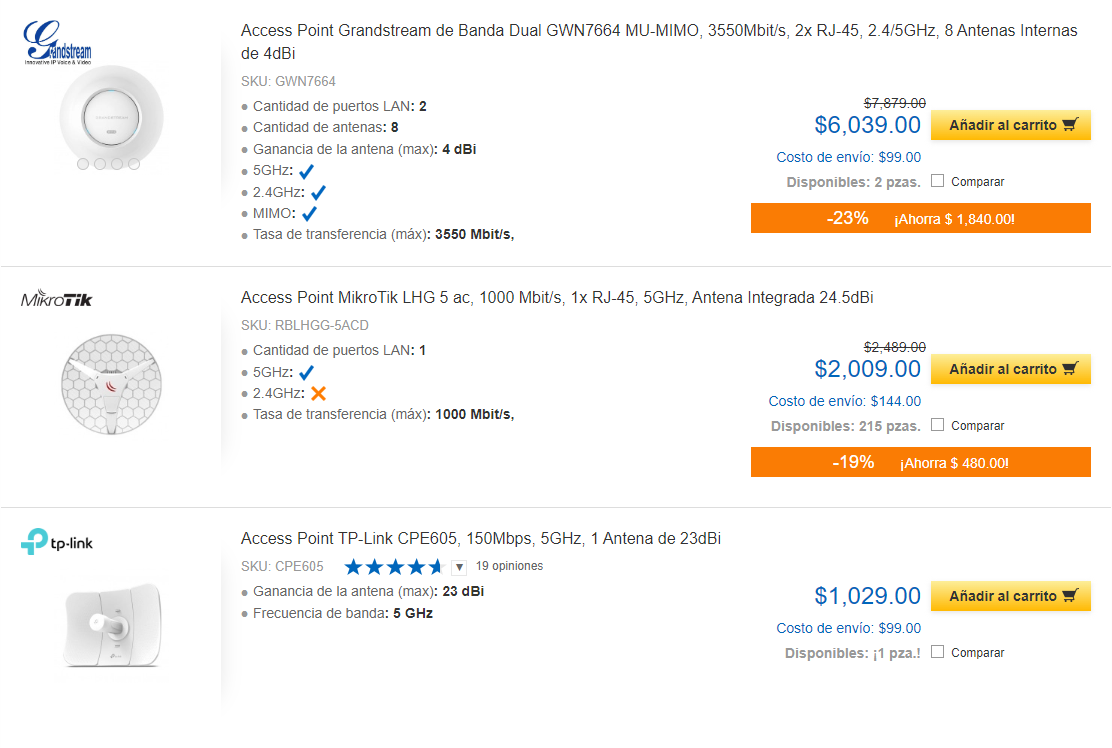 Grandstream
Innovative IP Voice & Video
Access Point Grandstream de Banda Dual GWN7664 MU-MIMO, 3550Mbit/s, 2x RJ-45, 2.4/5GHz, 8 Antenas Internas
de 4dBi
SKU: GWN7664
Cantidad de puertos LAN: 2
Cantidad de antenas: 8
Ganancia de la antena (max): 4 dBi
5GHz:
2.4GHz:
MIMO:
Tasa de transferencia (máx): 3550 Mbit/s,
$7,879.00
$6,039.00 Añadir al carrito
Costo de envío: $99.00
Disponibles: 2 pzas. Comparar
-23% ¡Ahorra $ 1,840.00!
MikroTik
Access Point MikroTik LHG 5 ac, 1000 Mbit/s, 1x RJ-45, 5GHz, Antena Integrada 24.5dBi
SKU: RBLHGG-5ACD
Cantidad de puertos LAN: 1
5GHz:
2.4GHz:
Tasa de transferencia (máx): 1000 Mbit/s,
$2,489.00
$2,009.00 Añadir al carrito
Costo de envío: $144.00
Disponibles: 215 pzas. Comparar
-19% ¡Ahorra $ 480.00!
tp-link
Access Point TP-Link CPE605, 150Mbps, 5GHz, 1 Antena de 23dBi
SKU: CPE605 19 opiniones
Ganancia de la antena (max): 23 dBi
Frecuencia de banda: 5 GHz
$1,029.00 Añadir al carrito
Costo de envío: $99.00
Disponibles: ¡1 pza.! Comparar